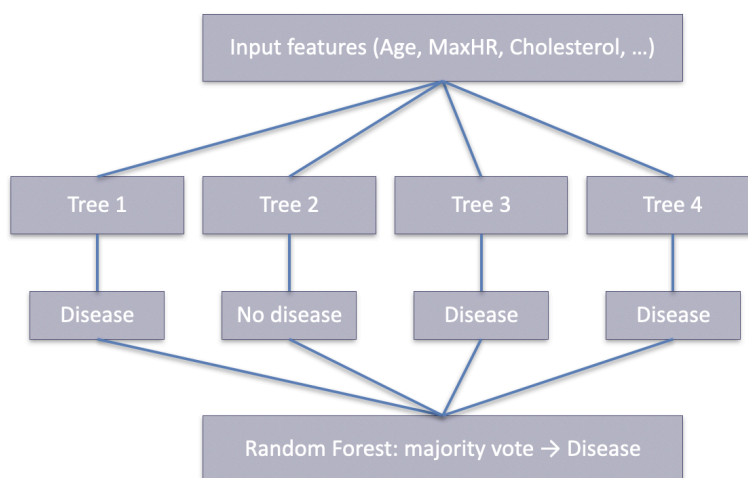 Input features (Age, MaxHR, Cholesterol, ...)
Tree 1
Tree 2
Tree 3
Tree 4
Disease
No disease
Disease
Disease
Random Forest: majority vote → Disease